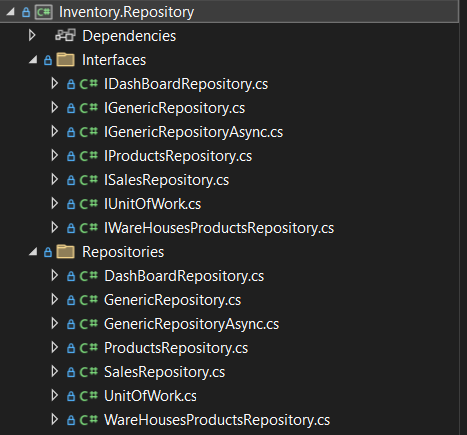 C# Inventory.Repository
Dependencies
Interfaces
C# IDashBoardRepository.cs
C# IGenericRepository.cs
C# IGenericRepositoryAsync.cs
C# IProductsRepository.cs
C# ISalesRepository.cs
C# IUnitOfWork.cs
C# IWareHousesProductsRepository.cs
Repositories
C# DashBoardRepository.cs
C# GenericRepository.cs
C# GenericRepositoryAsync.cs
C# ProductsRepository.cs
C# SalesRepository.cs
C# UnitOfWork.cs
C# WareHousesProductsRepository.cs